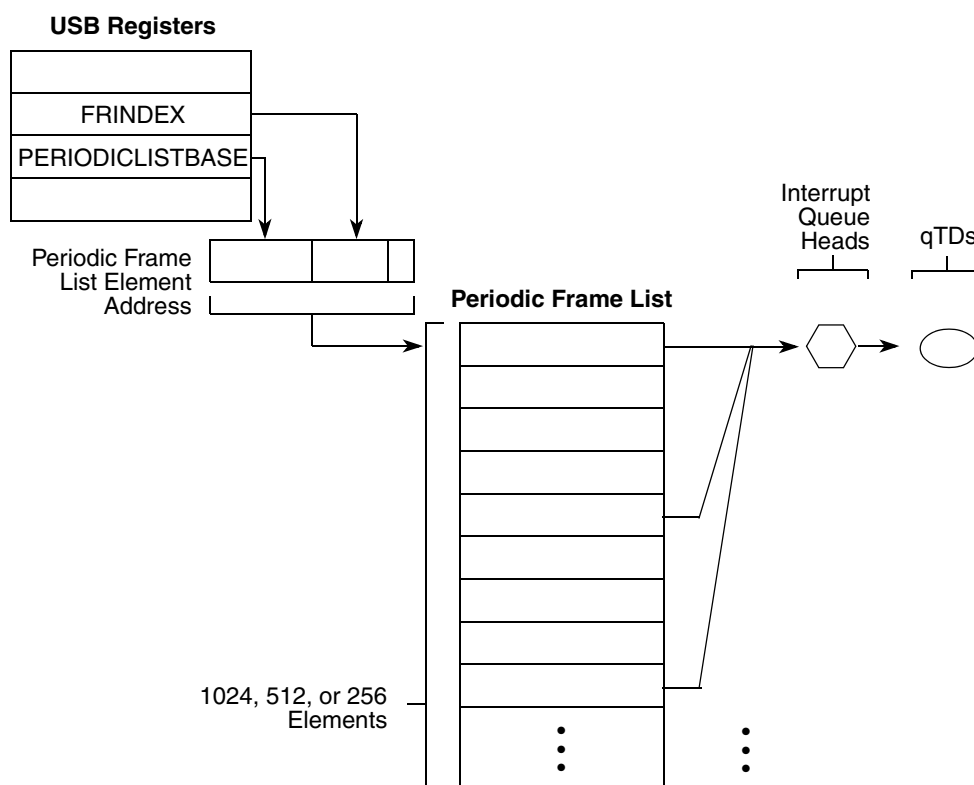 USB Registers
FRINDEX
PERIODICLISTBASE
Periodic Frame
List Element
Address
Interrupt
Queue
Heads
qTDs
Periodic Frame List
1024, 512, or 256
Elements